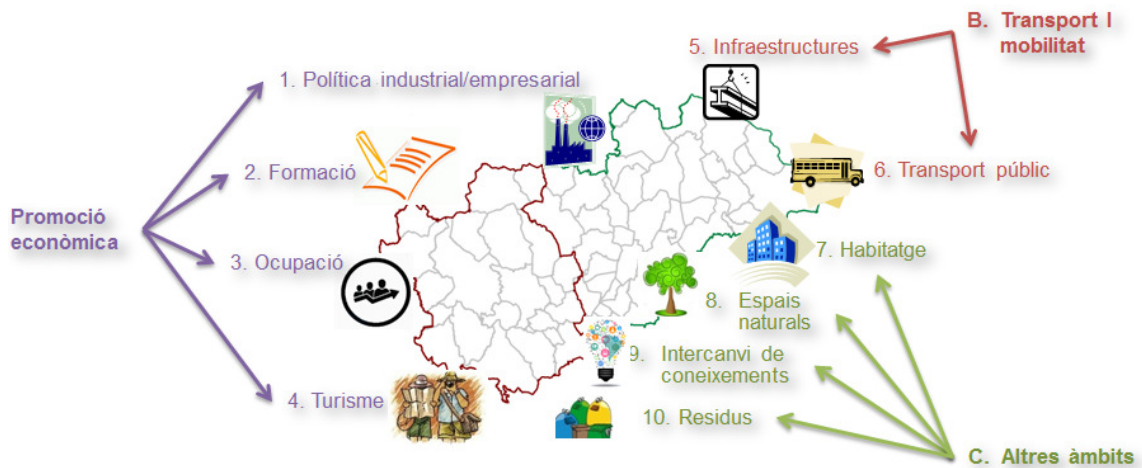 B. Transport I
mobilitat
5. Infraestructures
1. Política industrial/empresarial
2. Formació
6. Transport públic
Promoció
econòmica
7. Habitatge
3. Ocupació
8. Espais
naturals
9. Intercanvi de
coneixements
4. Turisme
10. Residus
C. Altres àmbits